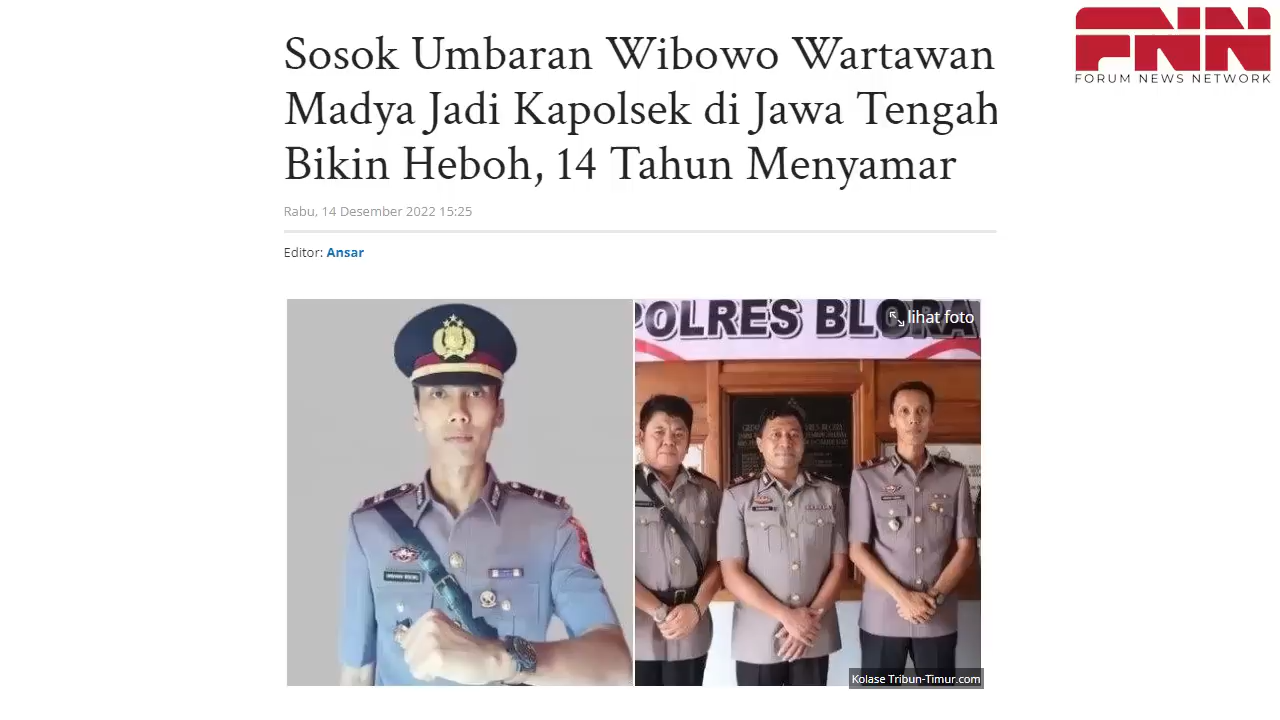 FNN
FORUM NEWS NETWORK
Sosok Umbaran Wibowo Wartawan
Madya Jadi Kapolsek di Jawa Tengah
Bikin Heboh, 14 Tahun Menyamar
Rabu, 14 Desember 2022 15:25
Editor: Ansar
POLRES BLORA
lihat foto
Kolase Tribun-Timur.com